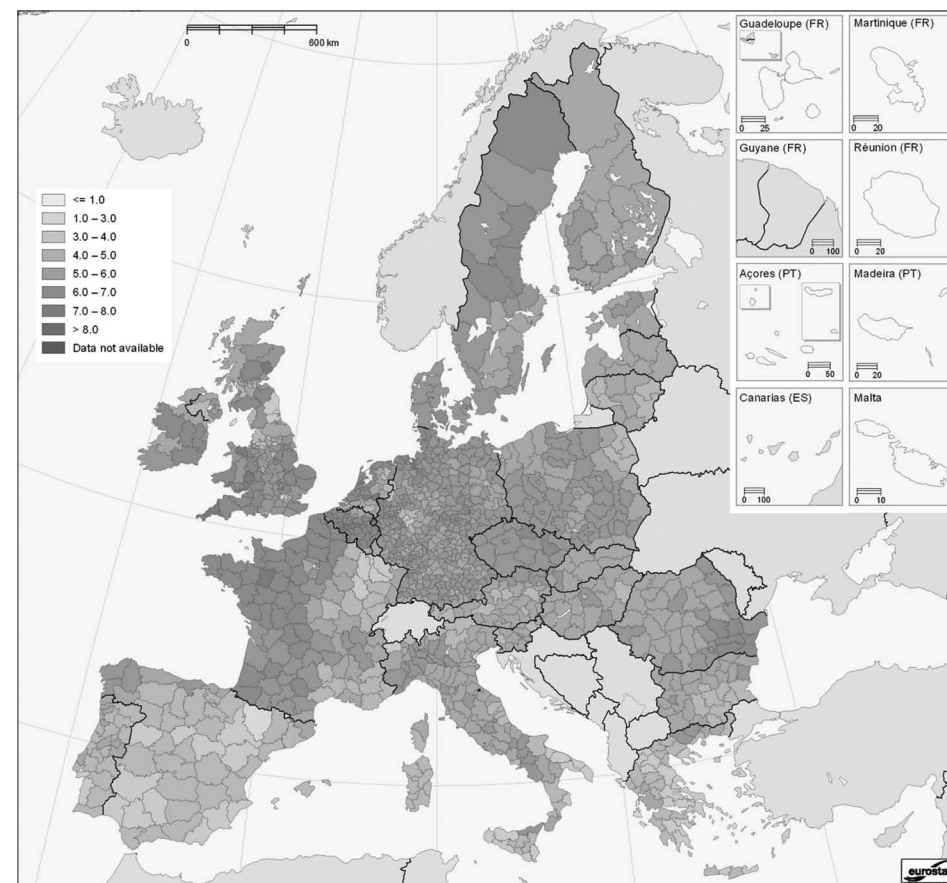 0 600 km
<= 1.0
1.0 – 3.0
3.0 – 4.0
4.0 – 5.0
5.0 – 6.0
6.0 – 7.0
7.0 – 8.0
> 8.0
Data not available
Guadeloupe (FR)
0 25
Martinique (FR)
0 20
Guyane (FR)
0 100
Réunion (FR)
0 20
Açores (PT)
0 50
Madeira (PT)
0 20
Canarias (ES)
0 100
Malta
0 10
eurosta